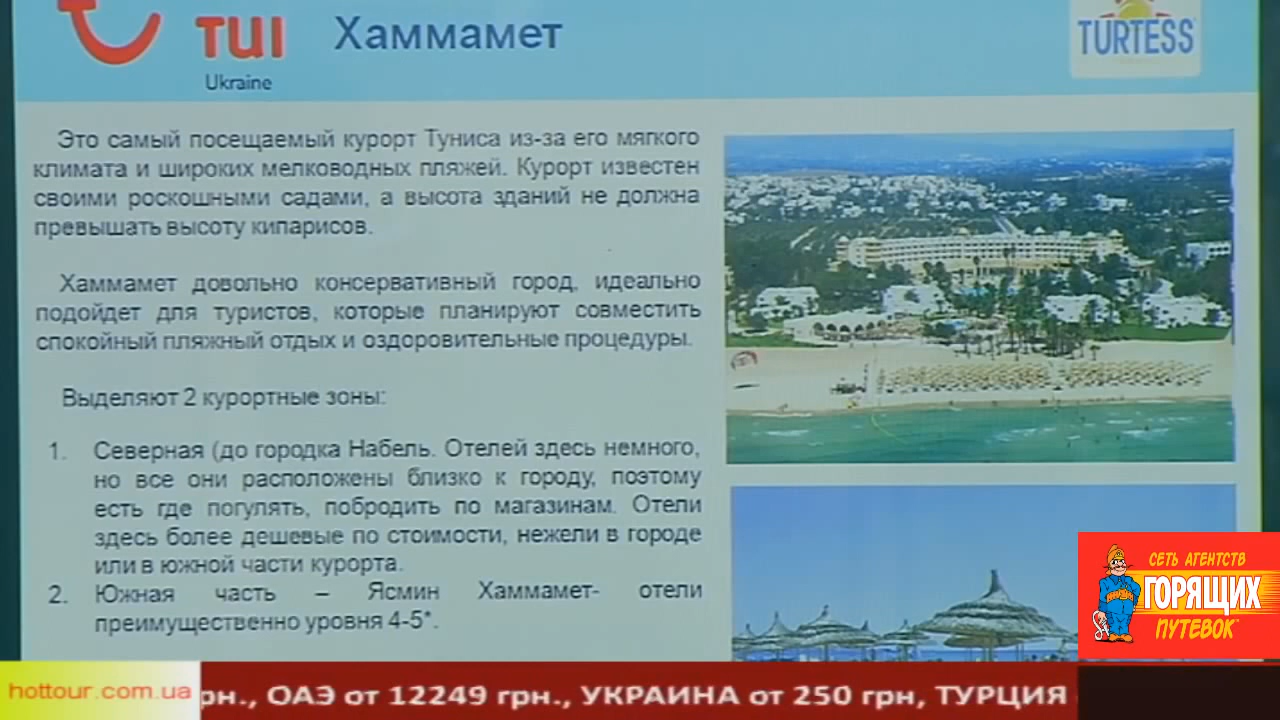 TUI
Ukraine
Хаммамет
TURTESS
Это самый посещаемый курорт Туниса из-за его мягкого
климата и широких мелководных пляжей. Курорт известен
своими роскошными садами, а высота зданий не должна
превышать высоту кипарисов.
Хаммамет довольно консервативный город, идеально
подойдет для туристов, которые планируют совместить
спокойный пляжный отдых и оздоровительные процедуры.
Выделяют 2 курортные зоны:
1. Северная (до городка Набель. Отелей здесь немного,
но все они расположены близко к городу, поэтому
есть где погулять, побродить по магазинам. Отели
здесь более дешевые по стоимости, нежели в городе
или в южной части курорта.
2. Южная часть – Ясмин Хаммамет- отели
преимущественно уровня 4-5*.
СЕТЬ АГЕНТСТВ
ГОРЯЩИХ
ПУТЕВОК
hottour.com.ua
рн., ОАЭ от 12249 грн., УКРАИНА от 250 грн, ТУРЦИЯ